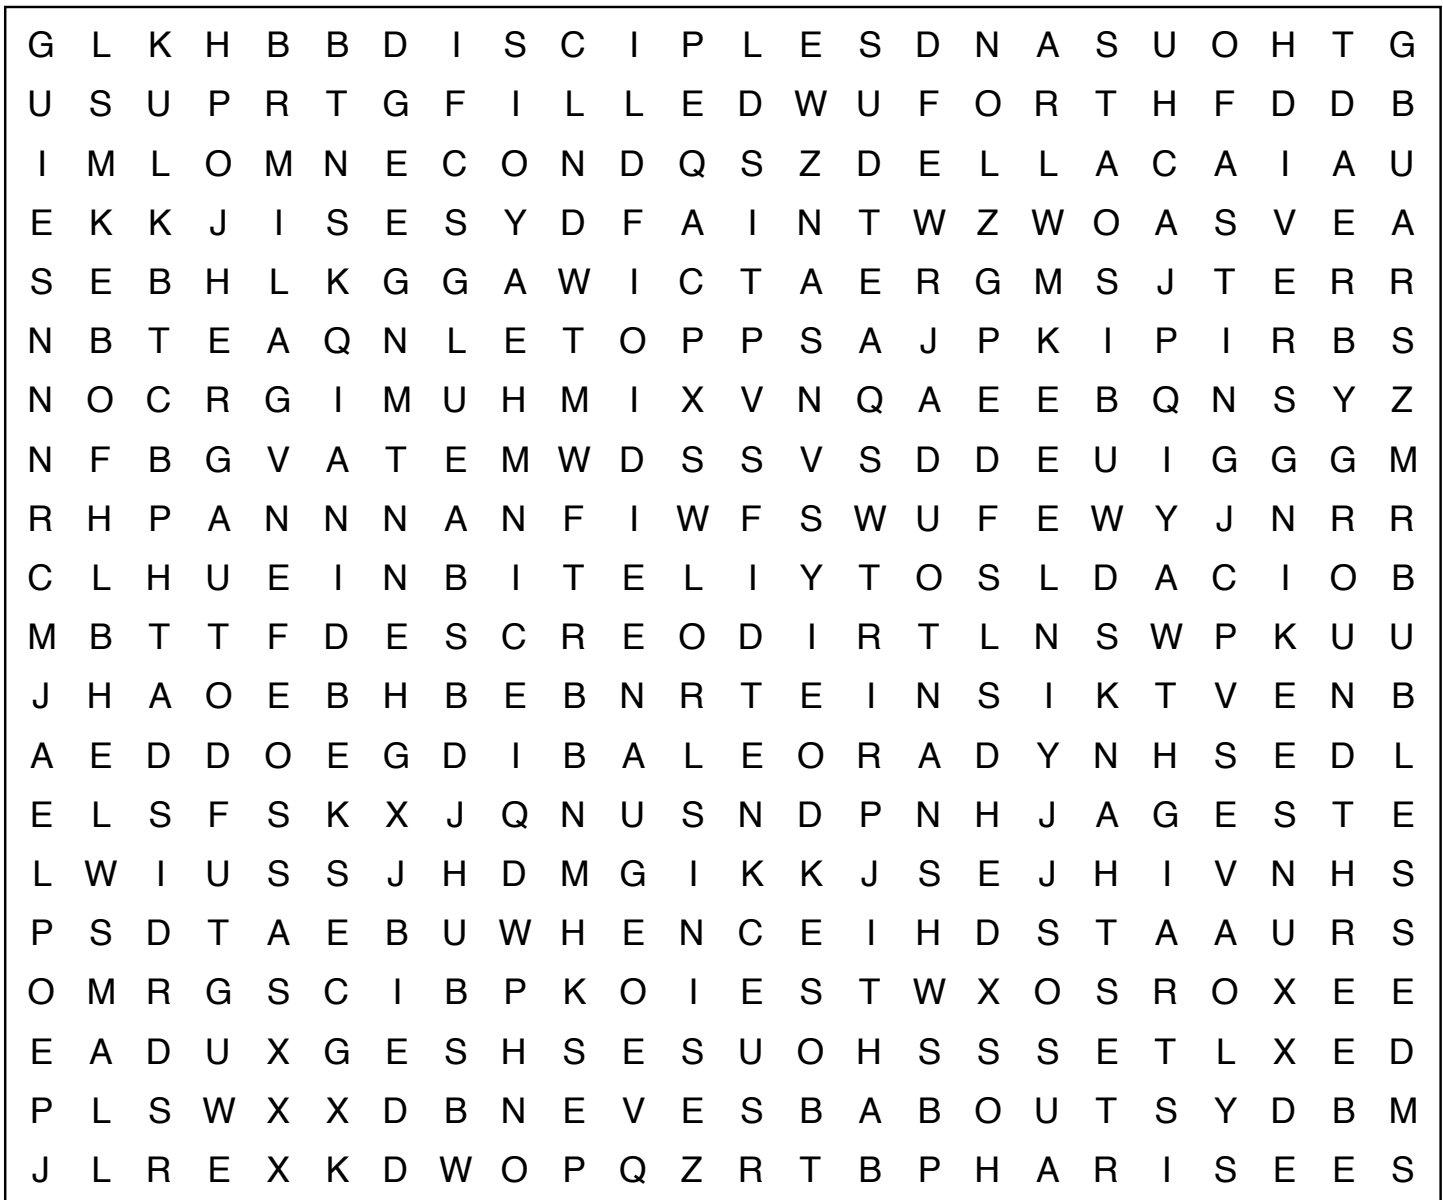 G L K H B B D I S C I P L E S D N A S U O H T G
U S U P R T G F I L L E D W U F O R T H F D D B
I M L O M N E C O N D Q S Z D E L L A C A I A U
E K K J I S E S Y D F A I N T W Z W O A S V E A
S E B H L K G G A W I C T A E R G M S J T E R R
N B T E A Q N L E T O P P S A J P K I P I R B S
N O C R G I M U H M I X V N Q A E E B Q N S Y Z
N F B G V A T E M W D S S V S D D E U I G G G M
R H P A N N N A N F I W F S W U F E W Y J N R R
C L H U E I N B I T E L I Y T O S L D A C I O B
M B T T F D E S C R E O D I R T L N S W P K U U
J H A O E B H B E B N R T E I N S I K T V E N B
A E D D O E G D I B A L E O R A D Y N H S E D L
E L S F S K X J Q N U S N D P N H J A G E S T E
L W I U S S J H D M G I K K J S E J H I V N H S
P S D T A E B U W H E N C E I H D S T A A U R S
O M R G S C I B P K O I E S T W X O S R O X E E
E A D U X G E S H S E S U O H S S S E T L X E D
P L S W X X D B N E V E S B A B O U T S Y D B M
J L R E X K D W O P Q Z R T B P H A R I S E E S